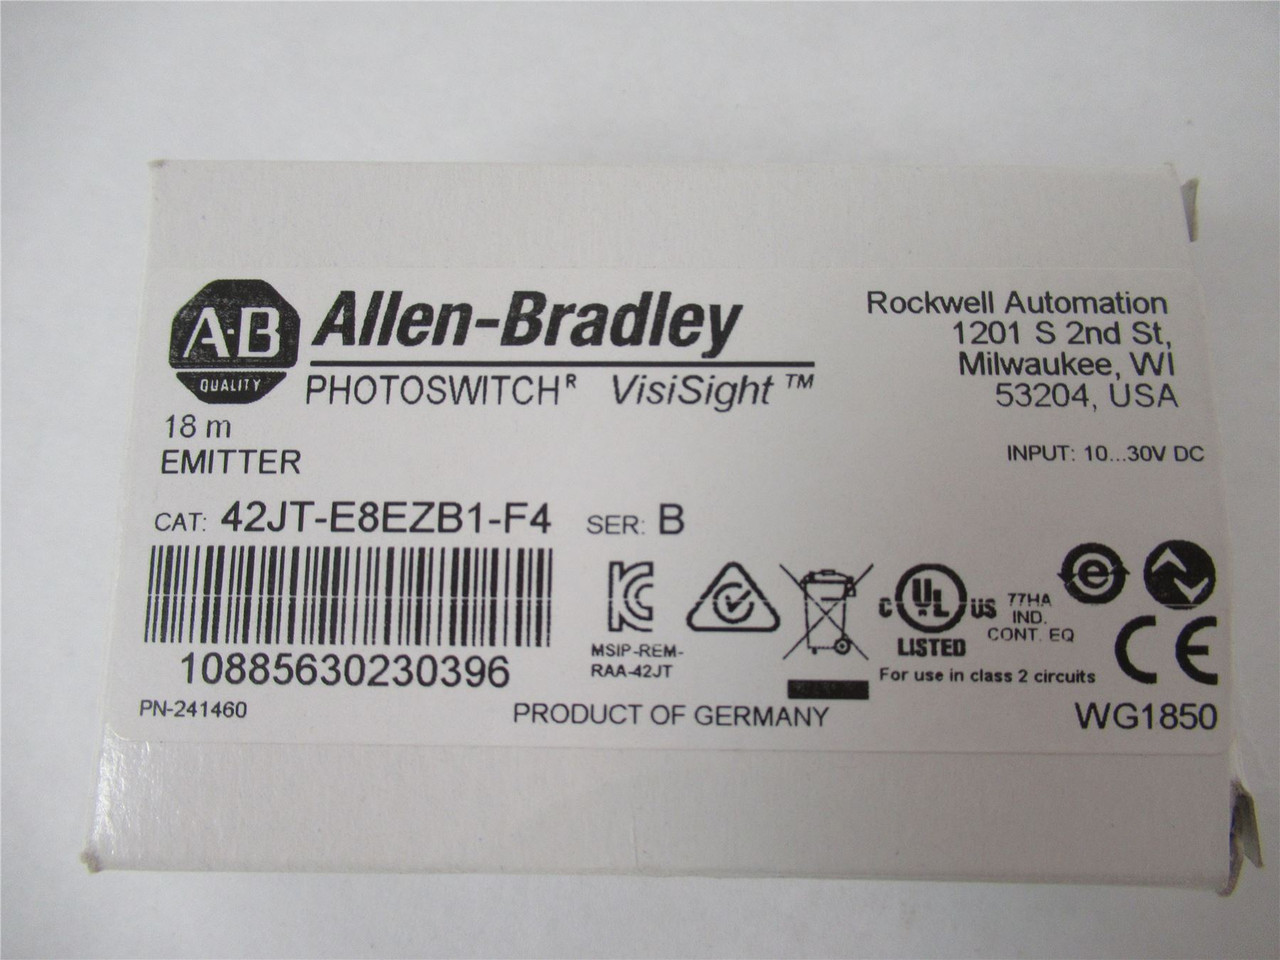 A-B
QUALITY
Allen-Bradley
PHOTOSWITCH R VisiSight ™
Rockwell Automation
1201 S 2nd St,
Milwaukee, WI
53204, USA
18 m
EMITTER
INPUT: 10...30V DC
CAT: 42JT-E8EZB1-F4 SER: B
10885630230396
MSIP-REM-
RAA-42JT
C UL US
LISTED
77HA
IND.
CONT. EQ
For use in class 2 circuits
e
CE
PN-241460
PRODUCT OF GERMANY
WG1850